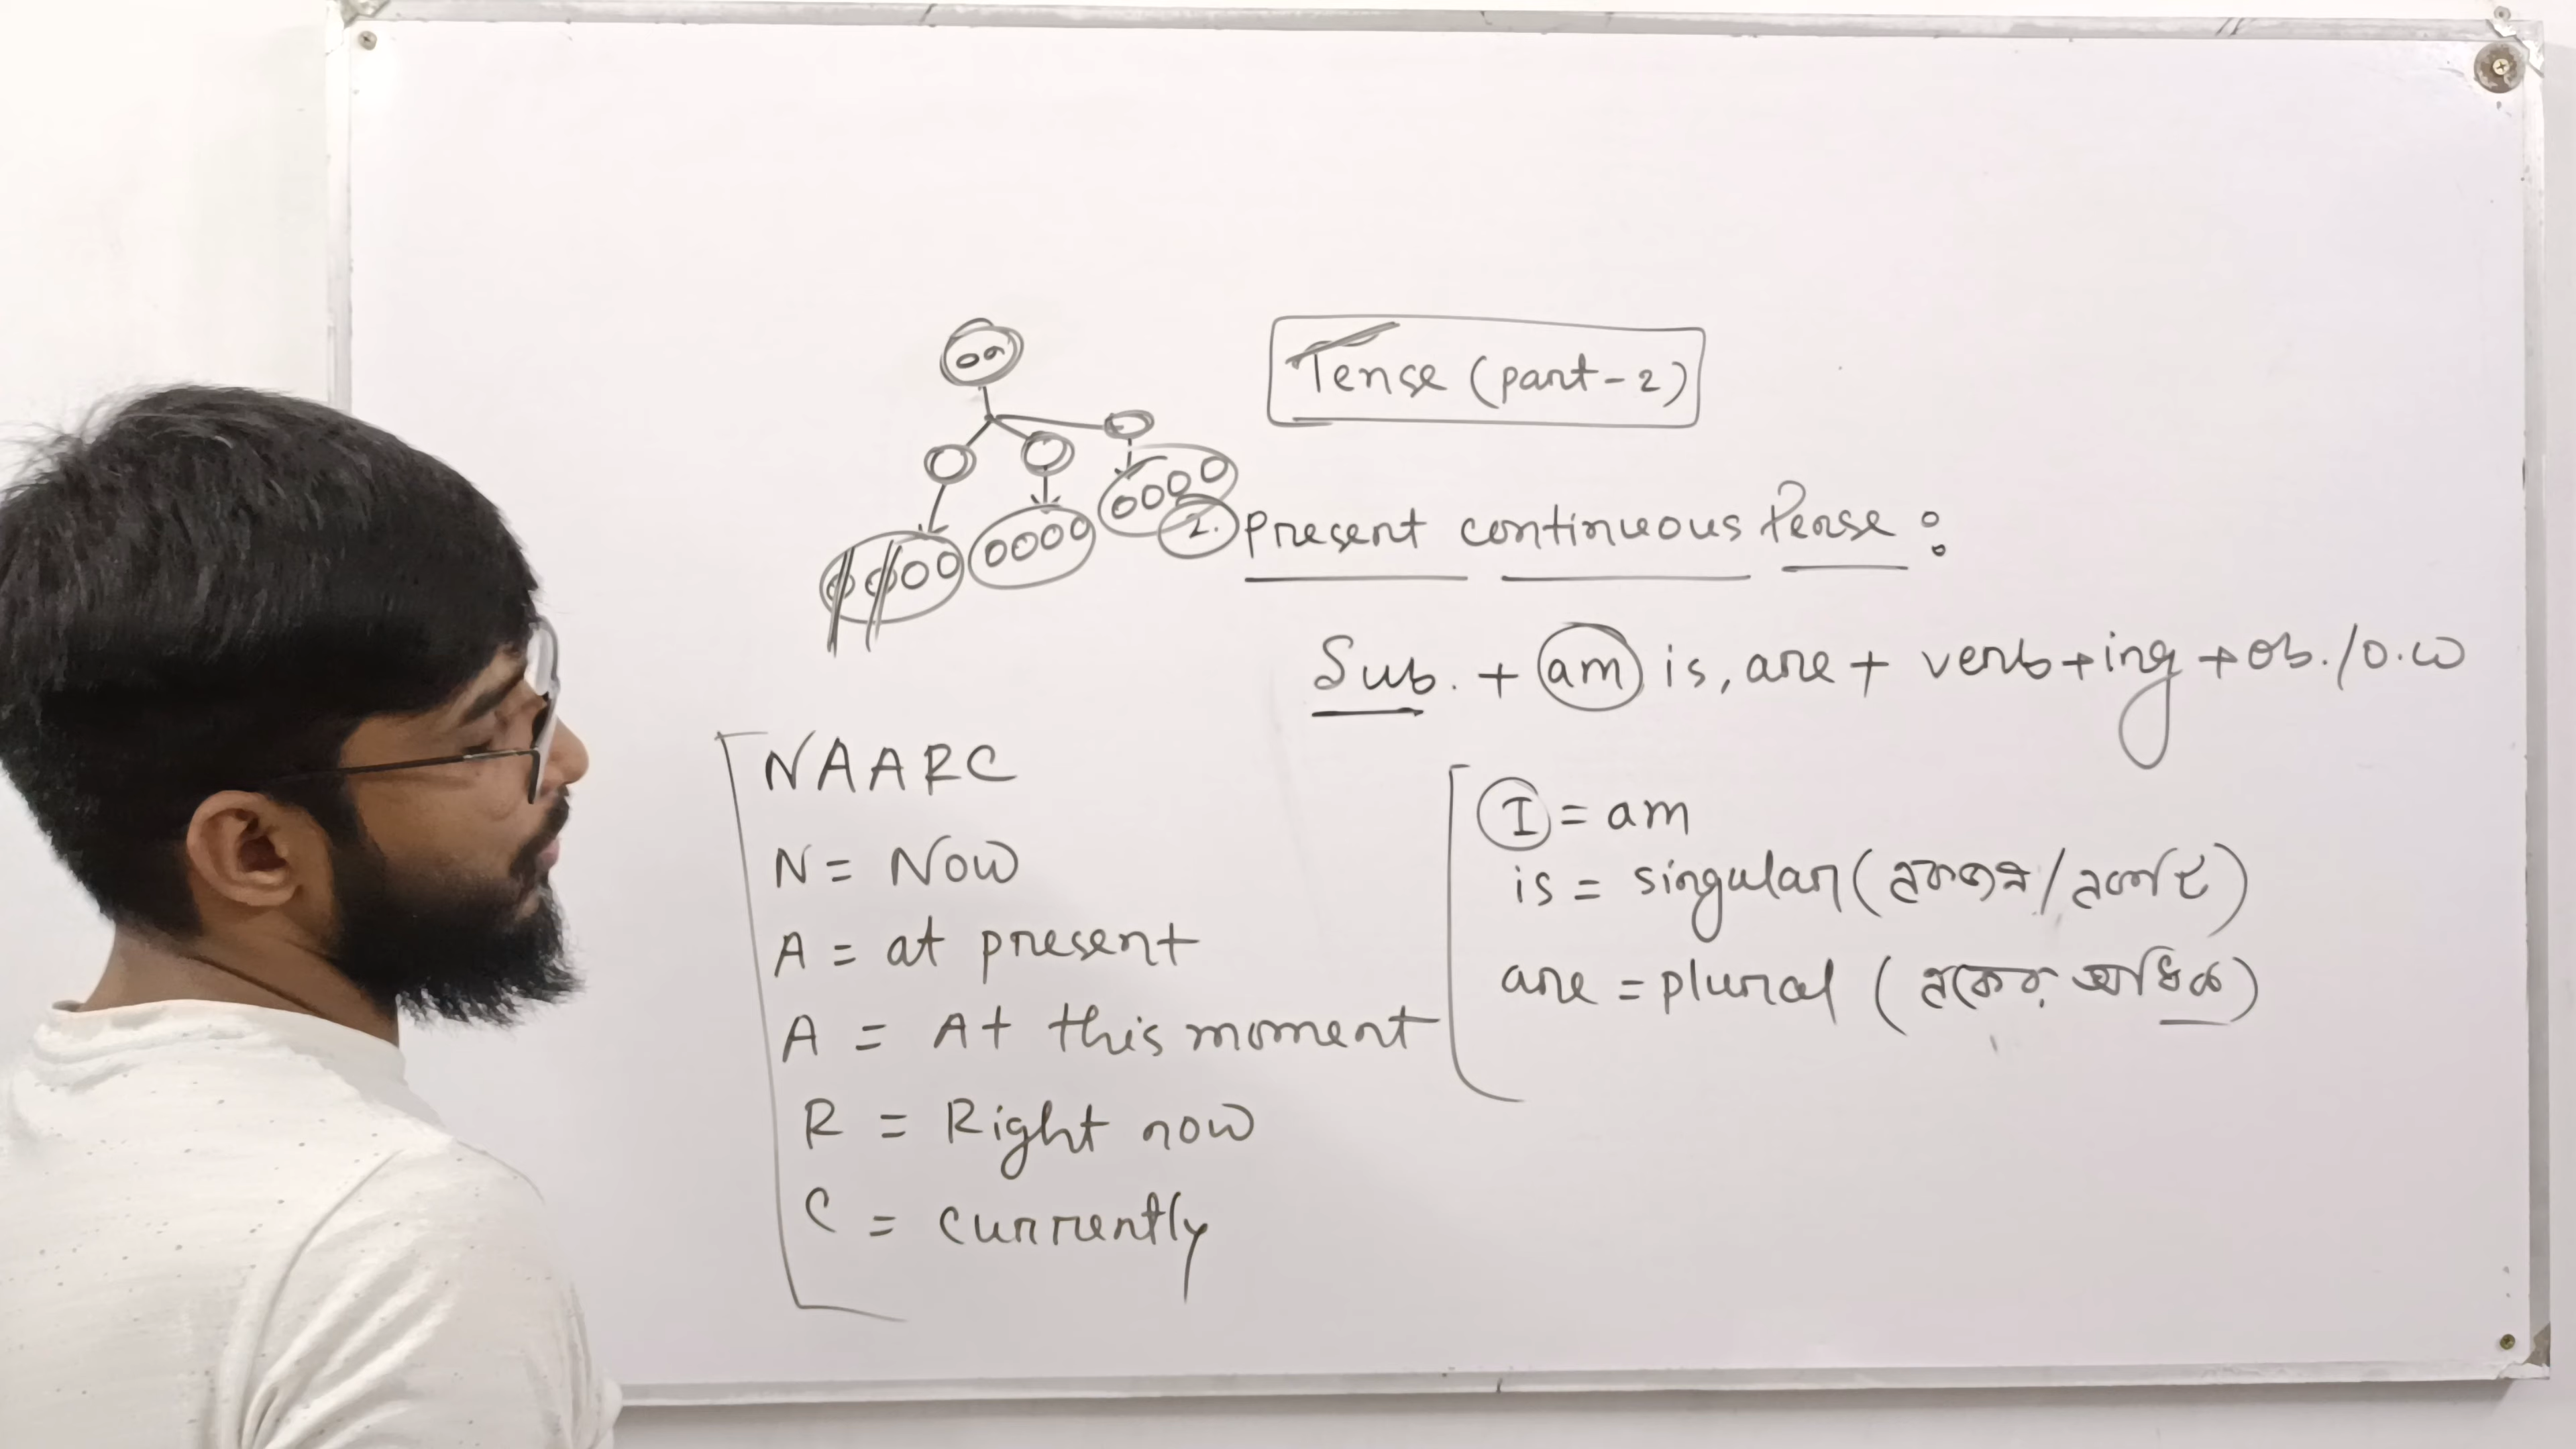 Tense (part-2)
2. Present continuous Tense :
Sub. + am is, are + verb + ing + ob./o.w
NAARC
N = Now
A = at present
A = At this moment
R = Right now
C = currently
I = am
is = singular (একজন/একটি)
are = plural (একের অধিক)